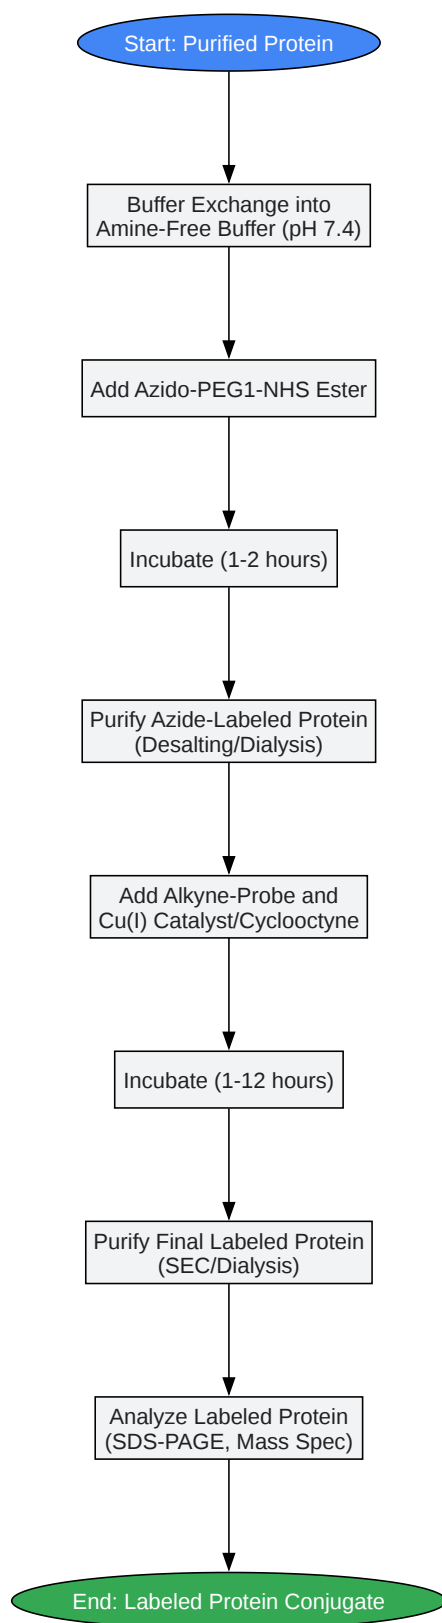 Start: Purified Protein
Buffer Exchange into
Amine-Free Buffer (pH 7.4)
Add Azido-PEG1-NHS Ester
Incubate (1-2 hours)
Purify Azide-Labeled Protein
(Desalting/Dialysis)
Add Alkyne-Probe and
Cu(I) Catalyst/Cyclooctyne
Incubate (1-12 hours)
Purify Final Labeled Protein
(SEC/Dialysis)
Analyze Labeled Protein
(SDS-PAGE, Mass Spec)
End: Labeled Protein Conjugate